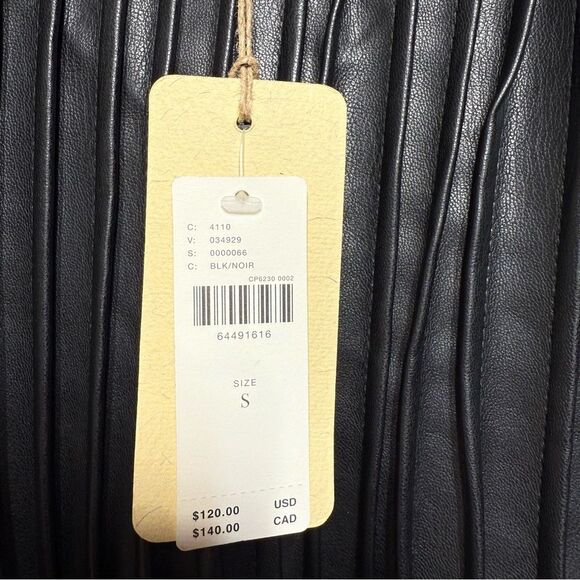 C: 4110
V: 034929
S: 0000066
C: BLK/NOIR
CP6230 0002
64491616
SIZE
S
$120.00 USD
$140.00 CAD